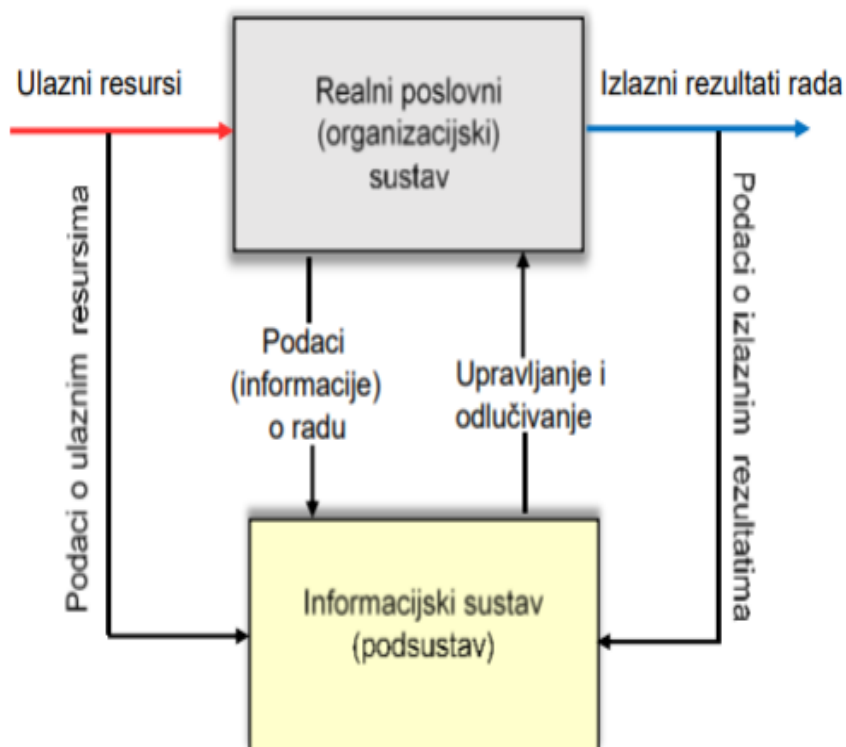 Ulazni resursi
Realni poslovni
(organizacijski)
sustav
Izlazni rezultati rada
Podaci o ulaznim resursima
Podaci
(informacije)
o radu
Upravljanje i
odlučivanje
Podaci o izlaznim rezultatima
Informacijski sustav
(podsustav)